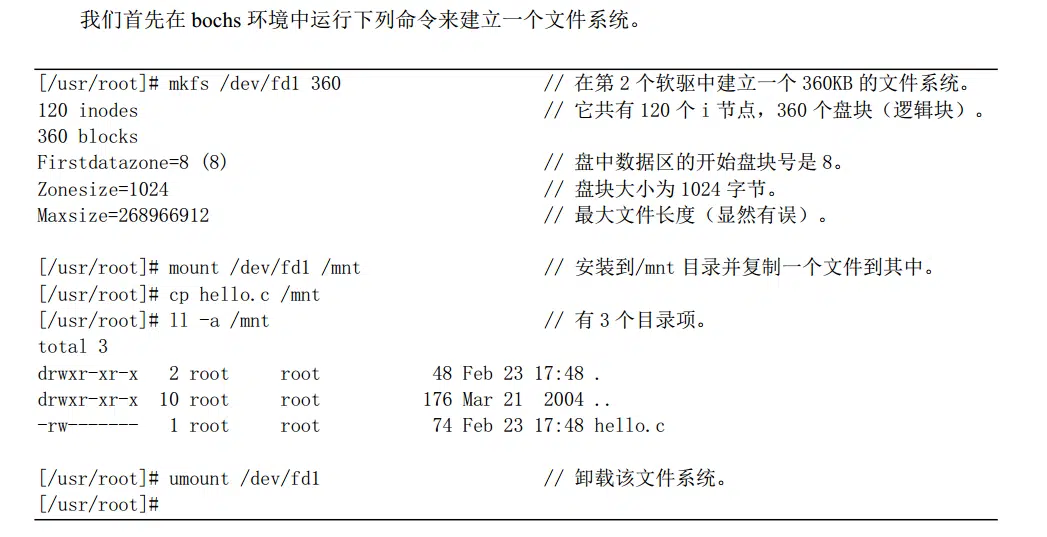 我们首先在 bochs 环境中运行下列命令来建立一个文件系统。
[/usr/root]# mkfs /dev/fd1 360 // 在第 2 个软驱中建立一个 360KB 的文件系统。
120 inodes // 它共有 120 个 i 节点，360 个盘块（逻辑块）。
360 blocks
Firstdatazone=8 (8) // 盘中数据区的开始盘块号是 8。
Zonesize=1024 // 盘块大小为 1024 字节。
Maxsize=268966912 // 最大文件长度（显然有误）。
[/usr/root]# mount /dev/fd1 /mnt // 安装到/mnt 目录并复制一个文件到其中。
[/usr/root]# cp hello.c /mnt
[/usr/root]# ll -a /mnt // 有 3 个目录项。
total 3
drwxr-xr-x 2 root root 48 Feb 23 17:48 .
drwxr-xr-x 10 root root 176 Mar 21 2004 ..
-rw------- 1 root root 74 Feb 23 17:48 hello.c
[/usr/root]# umount /dev/fd1 // 卸载该文件系统。
[/usr/root]#